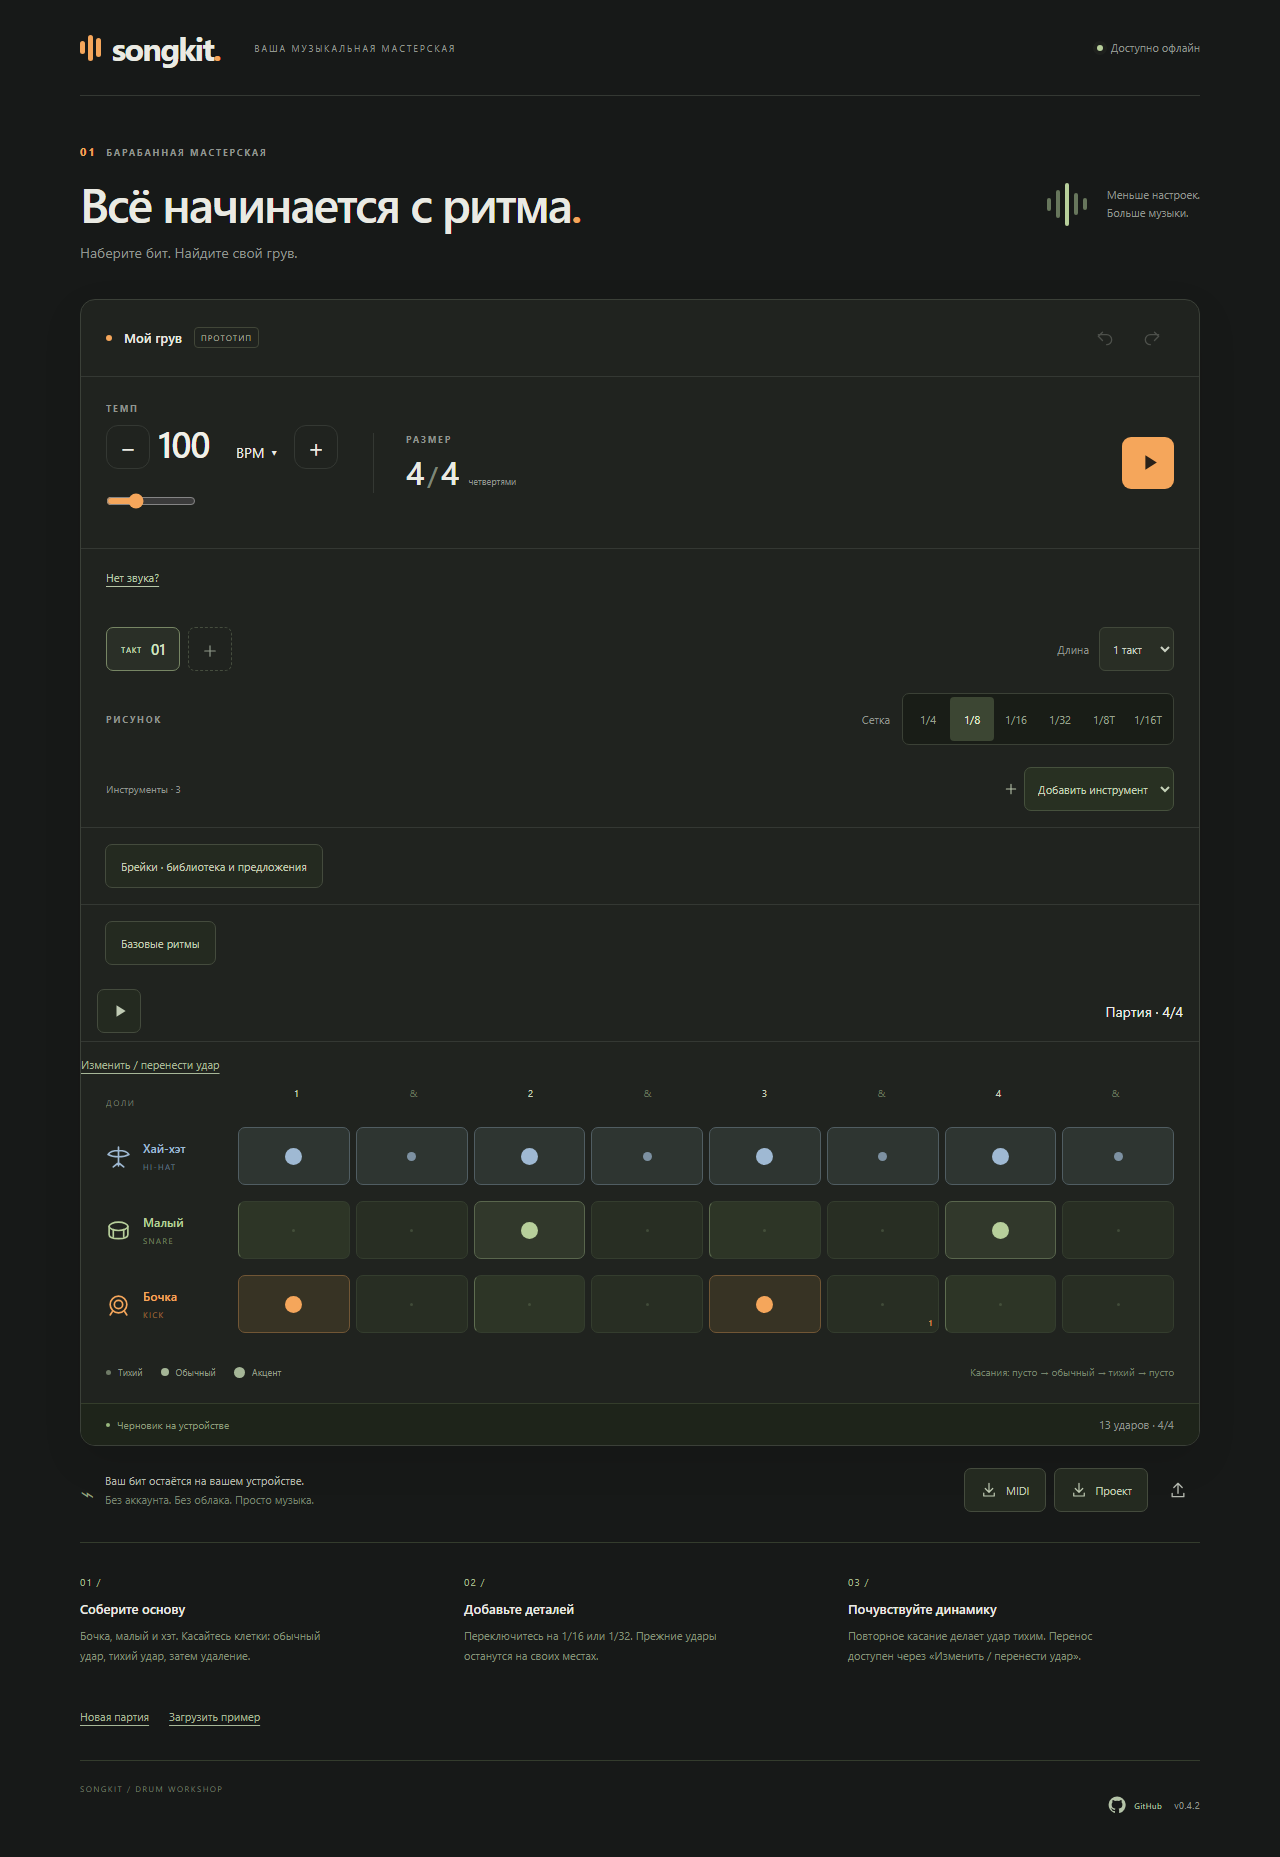 songkit.
ВАША МУЗЫКАЛЬНАЯ МАСТЕРСКАЯ
Доступно офлайн
01 БАРАБАННАЯ МАСТЕРСКАЯ
Всё начинается с ритма.
Наберите бит. Найдите свой грув.
Меньше настроек.
Больше музыки.
Мой грув ПРОТОТИП
ТЕМП
− 100 BPM ▾ +
РАЗМЕР
4/4 четвертями
Нет звука?
ТАКТ 01 +
Длина 1 такт
РИСУНОК
Сетка 1/4 1/8 1/16 1/32 1/8T 1/16T
Инструменты · 3
+ Добавить инструмент
Брейки · библиотека и предложения
Базовые ритмы
Партия · 4/4
Изменить / перенести удар
ДОЛИ 1 & 2 & 3 & 4 &
Хай-хэт
HI-HAT
Малый
SNARE
Бочка
KICK
1
Тихий Обычный Акцент
Касания: пусто → обычный → тихий → пусто
Черновик на устройстве
13 ударов · 4/4
Ваш бит остаётся на вашем устройстве.
Без аккаунта. Без облака. Просто музыка.
MIDI Проект
01 /
Соберите основу
Бочка, малый и хэт. Касайтесь клетки: обычный
удар, тихий удар, затем удаление.
02 /
Добавьте деталей
Переключитесь на 1/16 или 1/32. Прежние удары
останутся на своих местах.
03 /
Почувствуйте динамику
Повторное касание делает удар тихим. Перенос
доступен через «Изменить / перенести удар».
Новая партия Загрузить пример
SONGKIT / DRUM WORKSHOP
GitHub v0.4.2